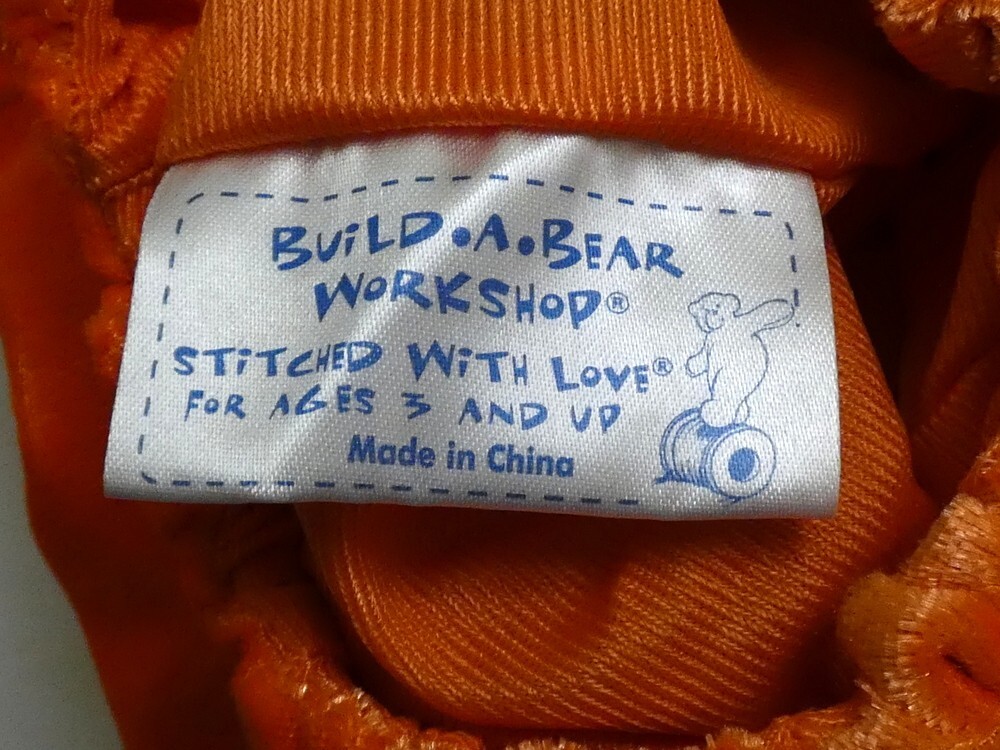 BUiLD•A•BEAR
WORKSHOP®
STiTCHED WiTH LOVE®
FOR AGES 3 AND UP
Made in China